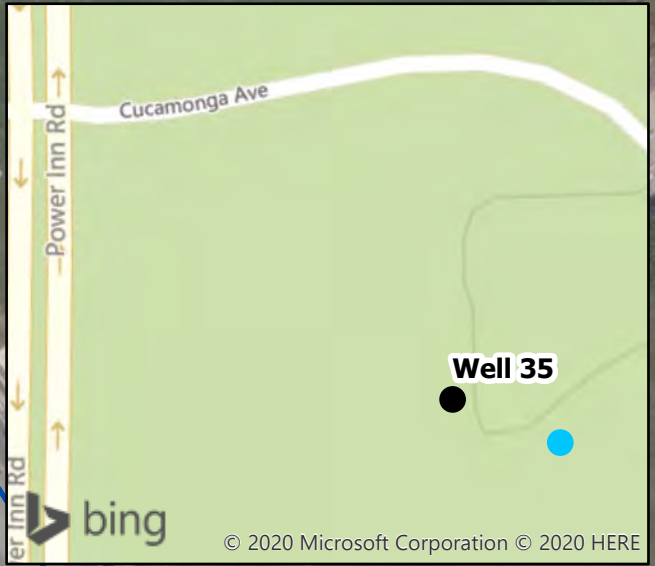 Cucamonga Ave
Power Inn Rd
Well 35
er Inn Rd
bing
© 2020 Microsoft Corporation © 2020 HERE